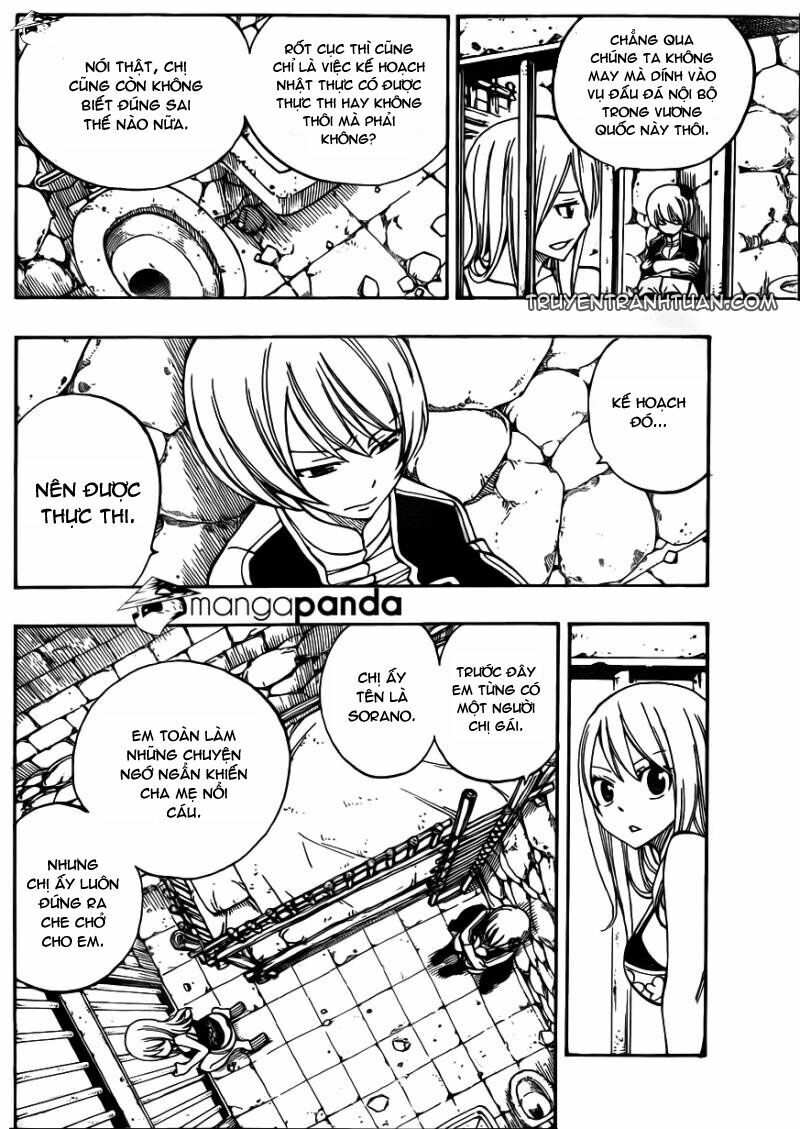 CHẲNG QUA
CHÚNG TA KHÔNG
MAY MÀ DÍNH VÀO
VỤ ĐẤU ĐÁ NỘI BỘ
TRONG VƯƠNG
QUỐC NÀY THÔI.
RỐT CỤC THÌ CŨNG
CHỈ LÀ VIỆC KẾ HOẠCH
NHẬT THỰC CÓ ĐƯỢC
THỰC THI HAY KHÔNG
THÔI MÀ PHẢI
KHÔNG?
NÓI THẬT, CHỊ
CŨNG CÒN KHÔNG
BIẾT ĐÚNG SAI
THẾ NÀO NỮA.
TRUYENTRANHTUAN.COM
KẾ HOẠCH
ĐÓ...
NÊN ĐƯỢC
THỰC THI.
mangapanda
TRƯỚC ĐÂY
EM TỪNG CÓ
MỘT NGƯỜI
CHỊ GÁI.
CHỊ ẤY
TÊN LÀ
SORANO.
EM TOÀN LÀM
NHỮNG CHUYỆN
NGỚ NGẨN KHIẾN
CHA MẸ NỔI
CÁU.
NHƯNG
CHỊ ẤY LUÔN
ĐỨNG RA
CHE CHỞ
CHO EM.